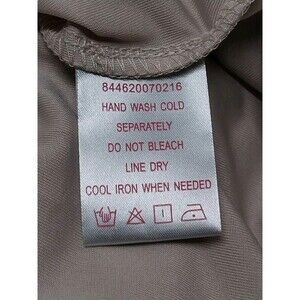 844620070216
HAND WASH COLD
SEPARATELY
DO NOT BLEACH
LINE DRY
COOL IRON WHEN NEEDED